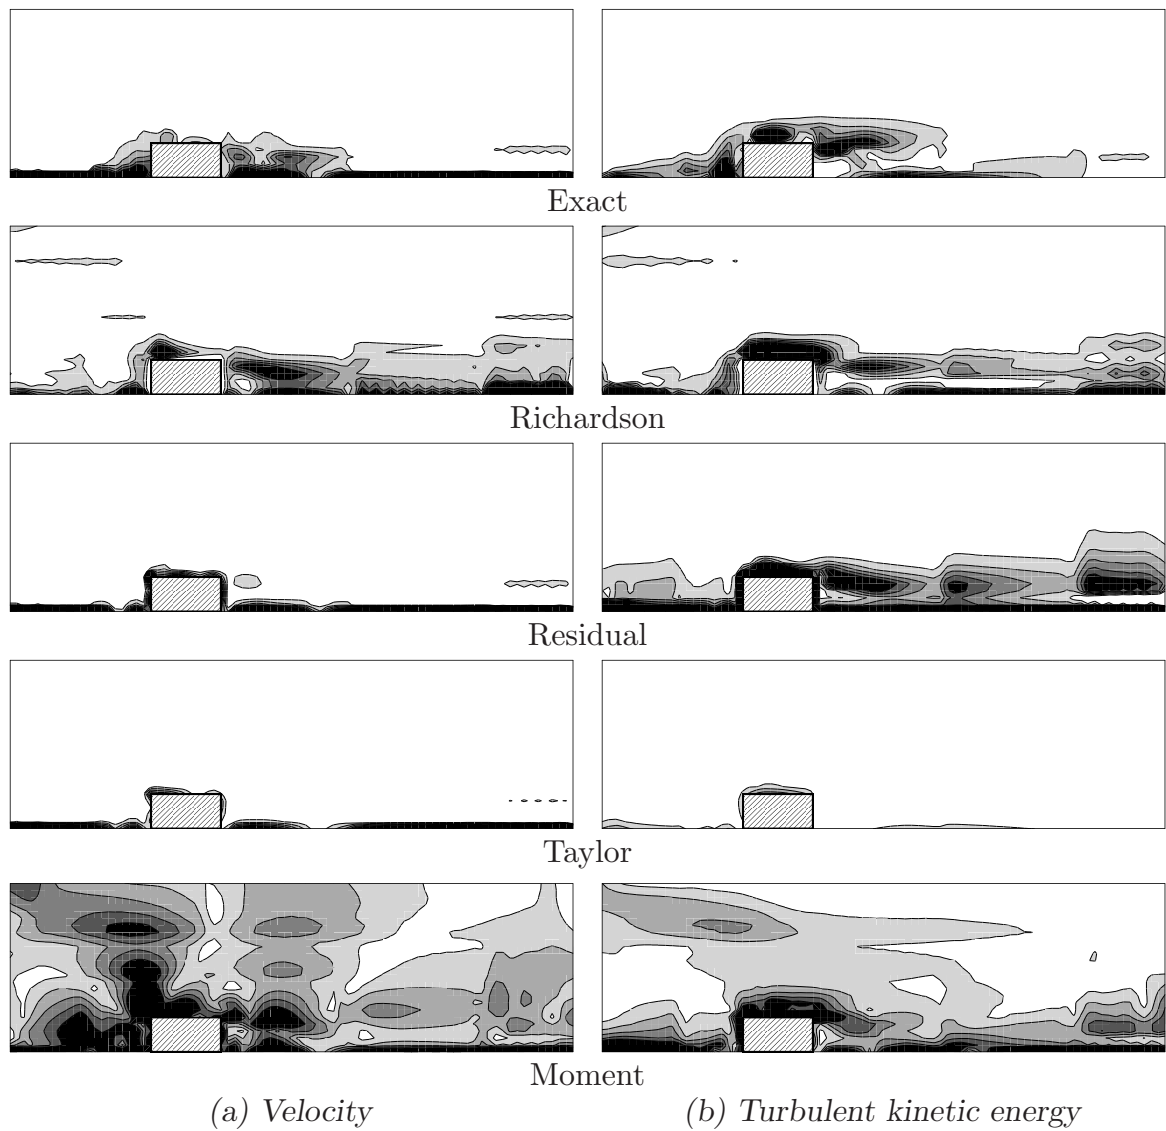 Exact
Richardson
Residual
Taylor
Moment
(a) Velocity
(b) Turbulent kinetic energy